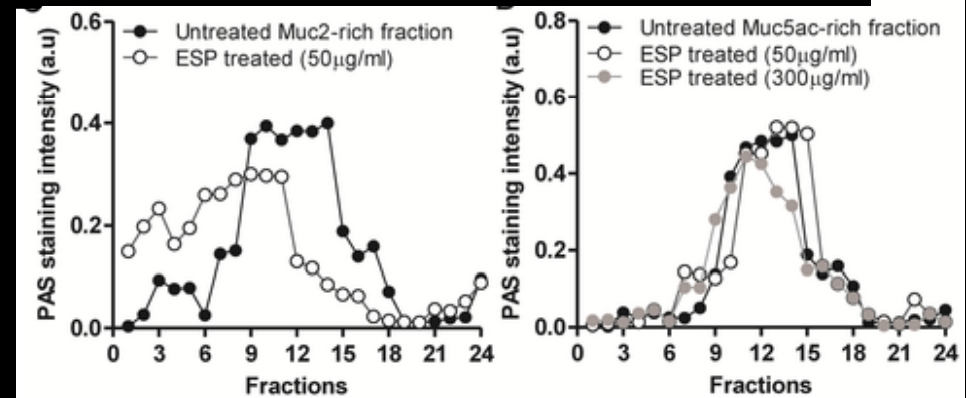 Untreated Muc2-rich fraction
ESP treated (50µg/ml)
PAS staining intensity (a.u)
0.6
0.4
0.2
0.0
0 3 6 9 12 15 18 21 24
Fractions
Untreated Muc5ac-rich fraction
ESP treated (50µg/ml)
ESP treated (300µg/ml)
PAS staining intensity (a.u)
0.8
0.6
0.4
0.2
0.0
0 3 6 9 12 15 18 21 24
Fractions